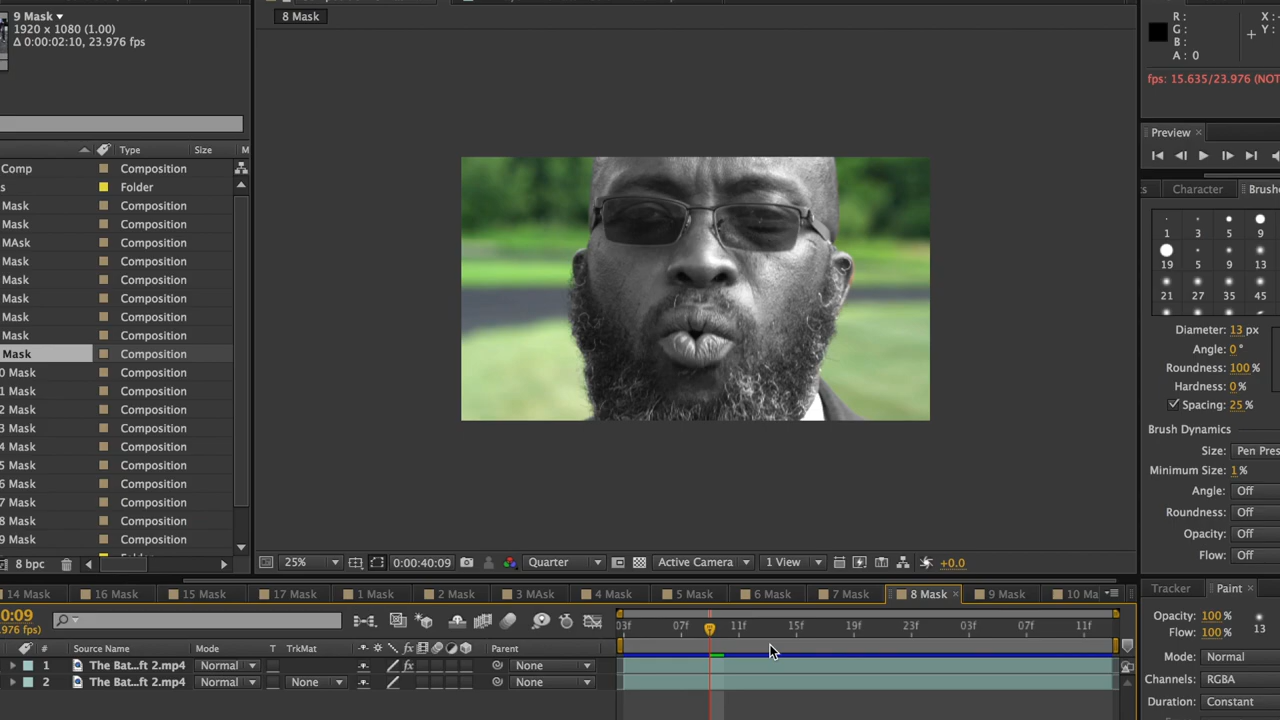 9 Mask
1920 x 1080 (1.00)
Δ 0:00:02:10, 23.976 fps
8 Mask
R :
G :
B :
A : 0
X :
Y :
+
fps: 15.635/23.976 (NOT
Preview
Character
Brushe
Type
Size
M
Comp Composition
s Folder
Mask Composition
Mask Composition
MAsk Composition
Mask Composition
Mask Composition
Mask Composition
Mask Composition
Mask Composition
Mask Composition
0 Mask Composition
1 Mask Composition
2 Mask Composition
3 Mask Composition
4 Mask Composition
5 Mask Composition
6 Mask Composition
7 Mask Composition
8 Mask Composition
9 Mask Composition
8 bpc
1 3 5 9
19 5 9 13
21 27 35 45
Diameter: 13 px
Angle: 0°
Roundness: 100 %
Hardness: 0 %
Spacing: 25 %
Brush Dynamics
Size: Pen Pres
Minimum Size: 1 %
Angle: Off
Roundness: Off
Opacity: Off
Flow: Off
25% 0:00:40:09 Quarter Active Camera 1 View +0.0
14 Mask 16 Mask 15 Mask 17 Mask 1 Mask 2 Mask 3 MAsk 4 Mask 5 Mask 6 Mask 7 Mask 8 Mask 9 Mask 10 Ma
0:09
.976 fps)
03f 07f 11f 15f 19f 23f 03f 07f 11f
# Source Name Mode T TrkMat Parent
1 The Bat...ft 2.mp4 Normal fx None
2 The Bat...ft 2.mp4 Normal None None
Tracker Paint
Opacity: 100 %
Flow: 100 %
13
Mode: Normal
Channels: RGBA
Duration: Constant